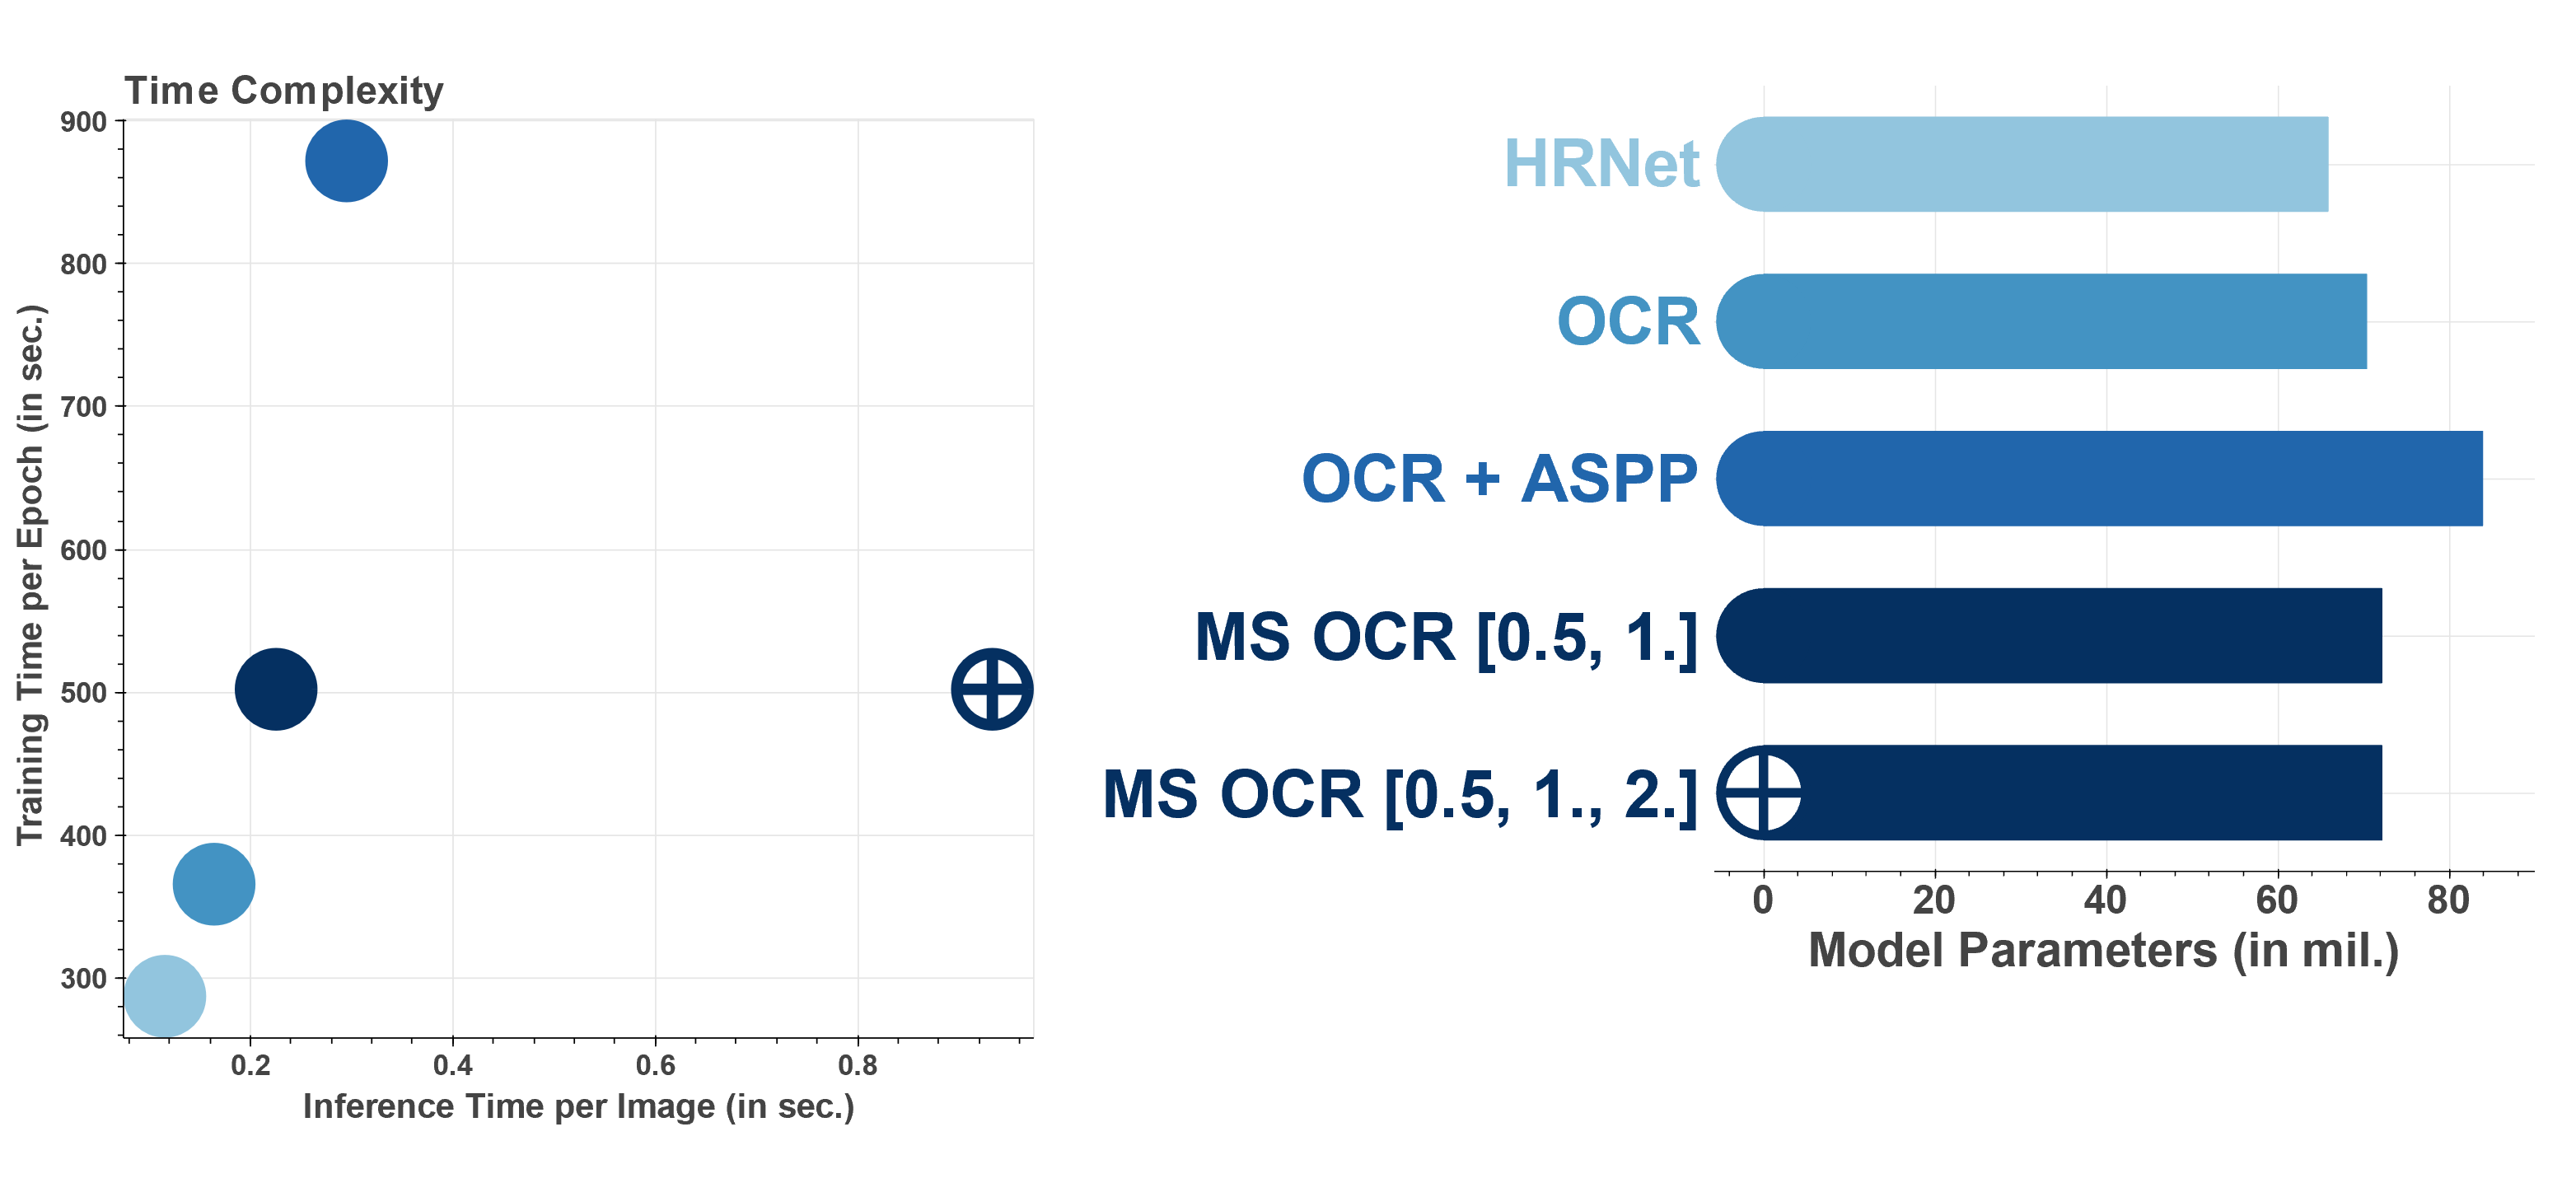 Time Complexity
900
800
700
600
500
400
300
Training Time per Epoch (in sec.)
0.2 0.4 0.6 0.8
Inference Time per Image (in sec.)
HRNet
OCR
OCR + ASPP
MS OCR [0.5, 1.]
MS OCR [0.5, 1., 2.]
0 20 40 60 80
Model Parameters (in mil.)